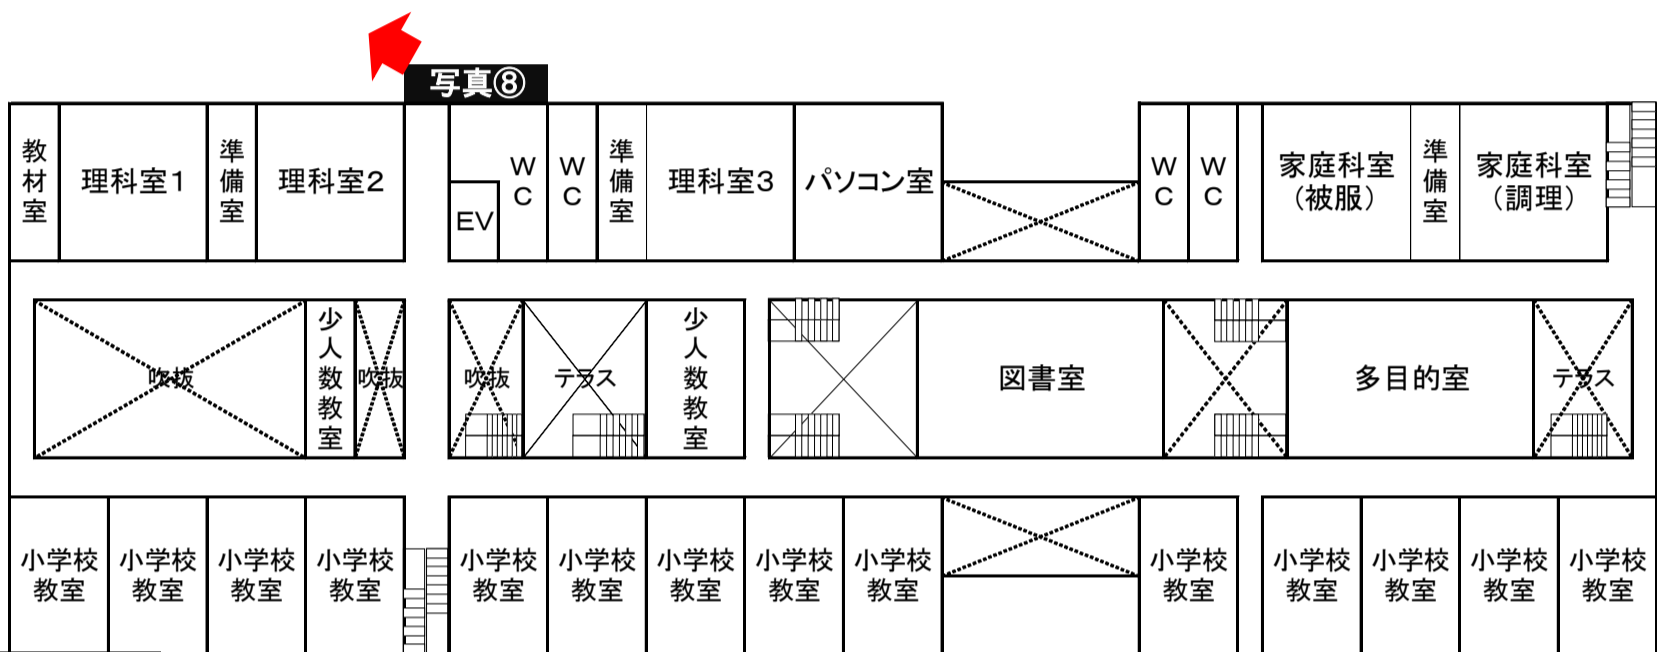 写真⑧
教材室
理科室1
準備室
理科室2
EV
WC
WC
準備室
理科室3
パソコン室
WC
WC
家庭科室
(被服)
準備室
家庭科室
(調理)
吹抜
少人数教室
吹抜
吹抜
テラス
少人数教室
図書室
多目的室
テラス
小学校
教室
小学校
教室
小学校
教室
小学校
教室
小学校
教室
小学校
教室
小学校
教室
小学校
教室
小学校
教室
小学校
教室
小学校
教室
小学校
教室
小学校
教室
小学校
教室